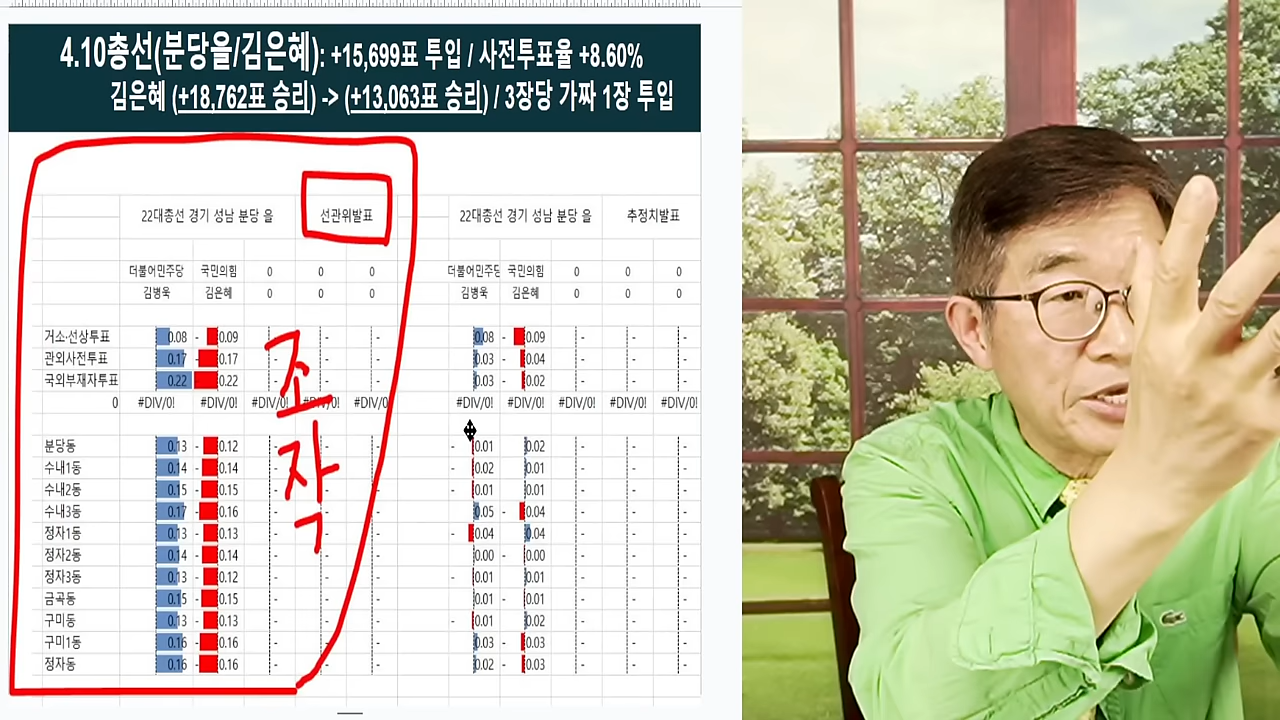 4.10총선(분당을/김은혜): +15,699표 투입 / 사전투표율 +8.60%
김은혜 (+18,762표 승리) -> (+13,063표 승리) / 3장당 가짜 1장 투입
22대총선 경기 성남 분당 을 선관위발표 22대총선 경기 성남 분당 을 추정치발표
더불어민주당 국민의힘 0 0 0 더불어민주당 국민의힘 0 0 0
김병욱 김은혜 0 0 0 김병욱 김은혜 0 0 0
거소·선상투표 0.08 - 0.09 - - - 0.08 - 0.09 - - -
관외사전투표 0.17 - 0.17 - - - 0.03 - 0.04 - - -
국외부재자투표 0.22 - 0.22 - - - 0.03 - 0.02 - - -
0 #DIV/0! #DIV/0! #DIV/0! #DIV/0! #DIV/0! #DIV/0! #DIV/0! #DIV/0! #DIV/0! #DIV/0!
조작
분당동 0.13 - 0.12 - - - - 0.01 0.02 - - -
수내1동 0.14 - 0.14 - - - - 0.02 0.01 - - -
수내2동 0.15 - 0.15 - - - - 0.01 0.01 - - -
수내3동 0.17 - 0.16 - - - 0.05 - 0.04 - - -
정자1동 0.13 - 0.13 - - - - 0.04 0.04 - - -
정자2동 0.14 - 0.14 - - - 0.00 - 0.00 - - -
정자3동 0.13 - 0.12 - - - - 0.01 0.01 - - -
금곡동 0.15 - 0.15 - - - 0.01 - 0.01 - - -
구미동 0.13 - 0.13 - - - - 0.01 0.02 - - -
구미1동 0.16 - 0.16 - - - 0.03 - 0.03 - - -
정자동 0.16 - 0.16 - - - 0.02 - 0.03 - - -